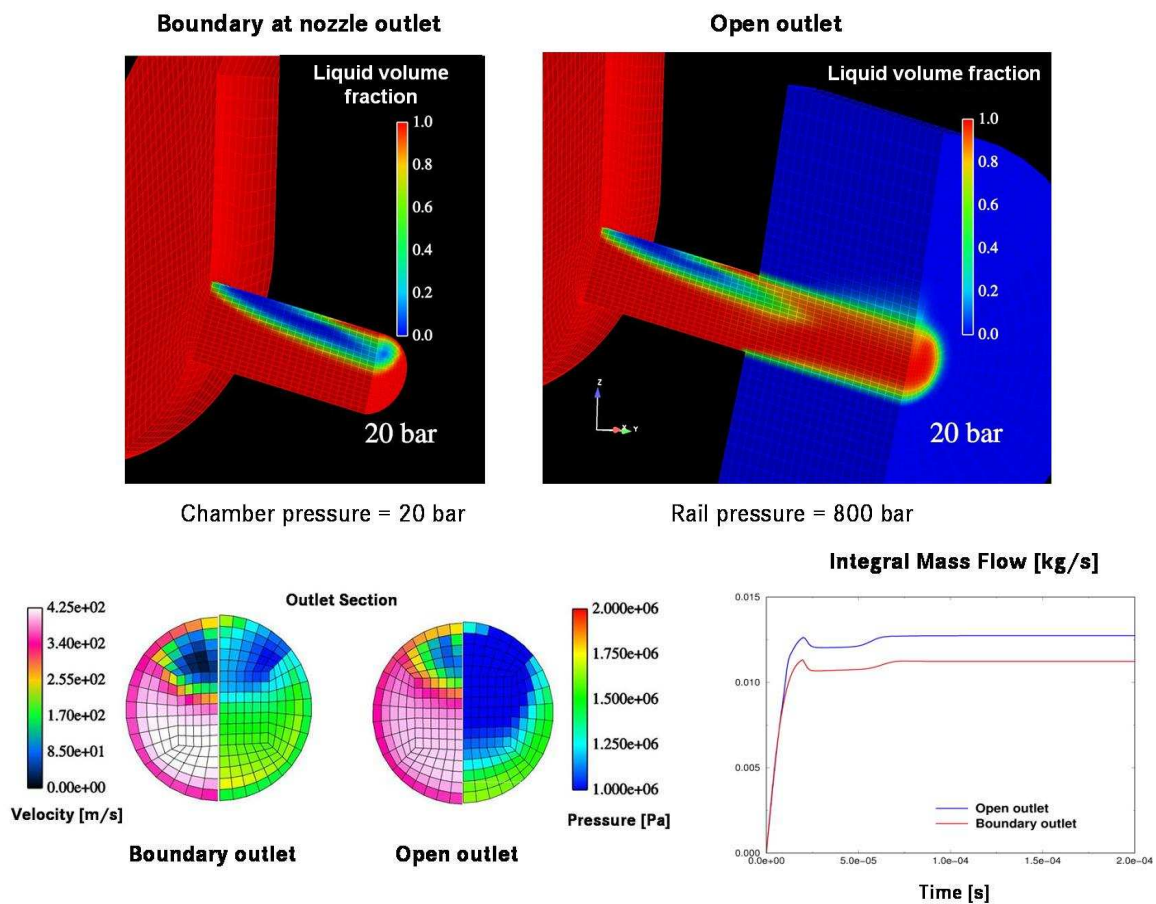 Boundary at nozzle outlet
Open outlet
Liquid volume
fraction
1.0
0.8
0.6
0.4
0.2
0.0
20 bar
Liquid volume fraction
1.0
0.8
0.6
0.4
0.2
0.0
Z
X
Y
20 bar
Chamber pressure = 20 bar
Rail pressure = 800 bar
Outlet Section
4.25e+02
3.40e+02
2.55e+02
1.70e+02
8.50e+01
0.00e+00
Velocity [m/s]
Boundary outlet
2.000e+06
1.750e+06
1.500e+06
1.250e+06
1.000e+06
Pressure [Pa]
Open outlet
Integral Mass Flow [kg/s]
0.015
0.010
0.005
0.000
Open outlet
Boundary outlet
0.0e+00
5.0e-05
1.0e-04
1.5e-04
2.0e-04
Time [s]